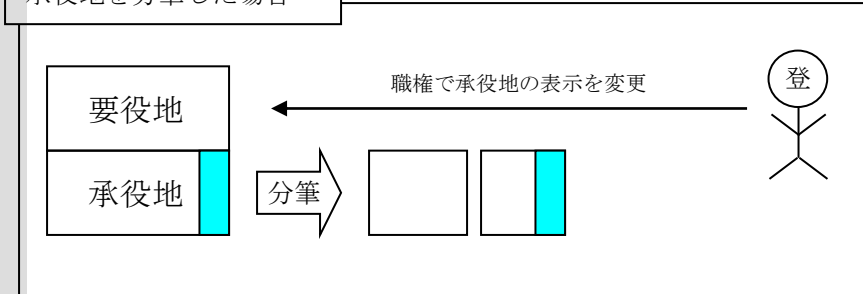 承役地を分筆した場合
職権で承役地の表示を変更
登
要役地
承役地
分筆